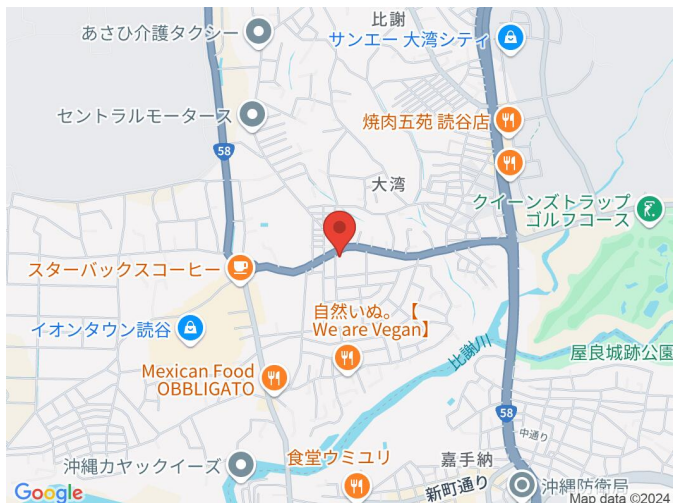 比謝
あさひ介護タクシー
サンエー 大湾シティ
セントラルモータース
焼肉五苑 読谷店
58
大湾
クイーンズトラップ
ゴルフコース
スターバックスコーヒー
自然いぬ。【
We are Vegan】
イオンタウン読谷
比謝川
屋良城跡公園
Mexican Food
OBBLIGATO
58
中通り
嘉手納
沖縄カヤックイーズ
食堂ウミユリ
新町通り
沖縄防衛局
Google
Map data ©2024